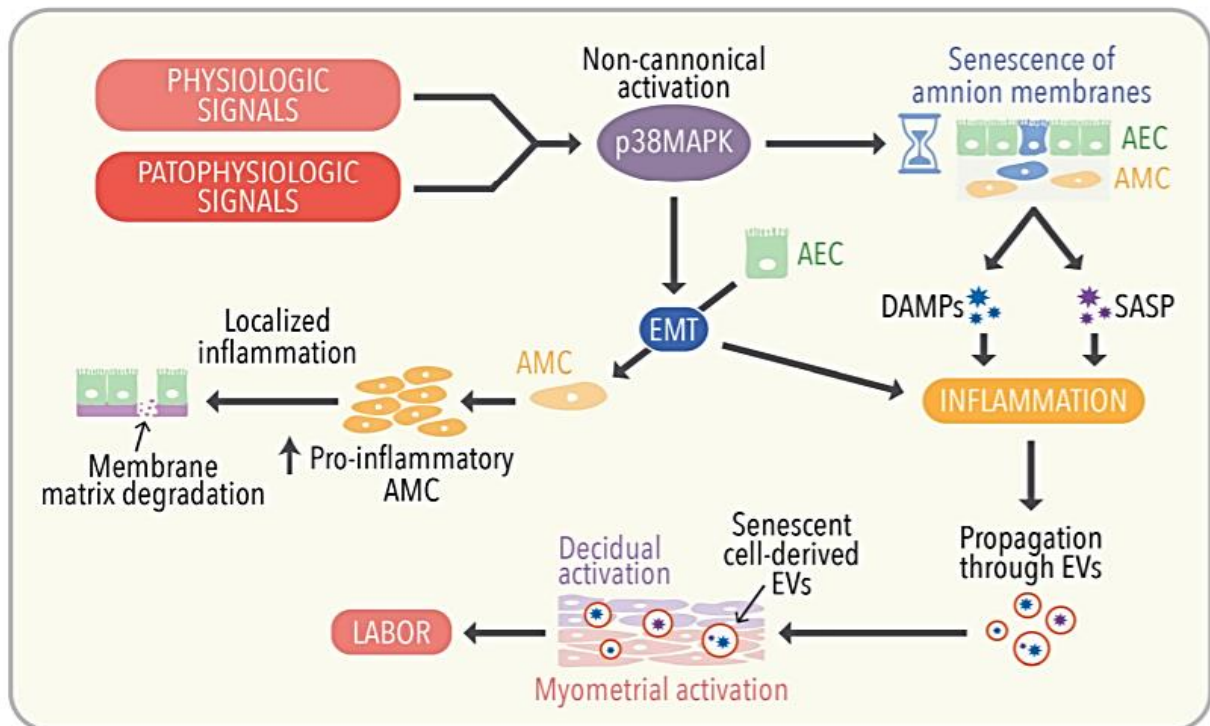 PHYSIOLOGIC
SIGNALS
PATOPHYSIOLOGIC
SIGNALS
Non-cannonical
activation
p38MAPK
Senescence of
amnion membranes
AEC
AMC
AEC
DAMPs
SASP
EMT
Localized
inflammation
AMC
INFLAMMATION
Membrane
matrix degradation
Pro-inflammatory
AMC
Propagation
through EVs
Senescent
cell-derived
EVs
Decidual
activation
LABOR
Myometrial activation